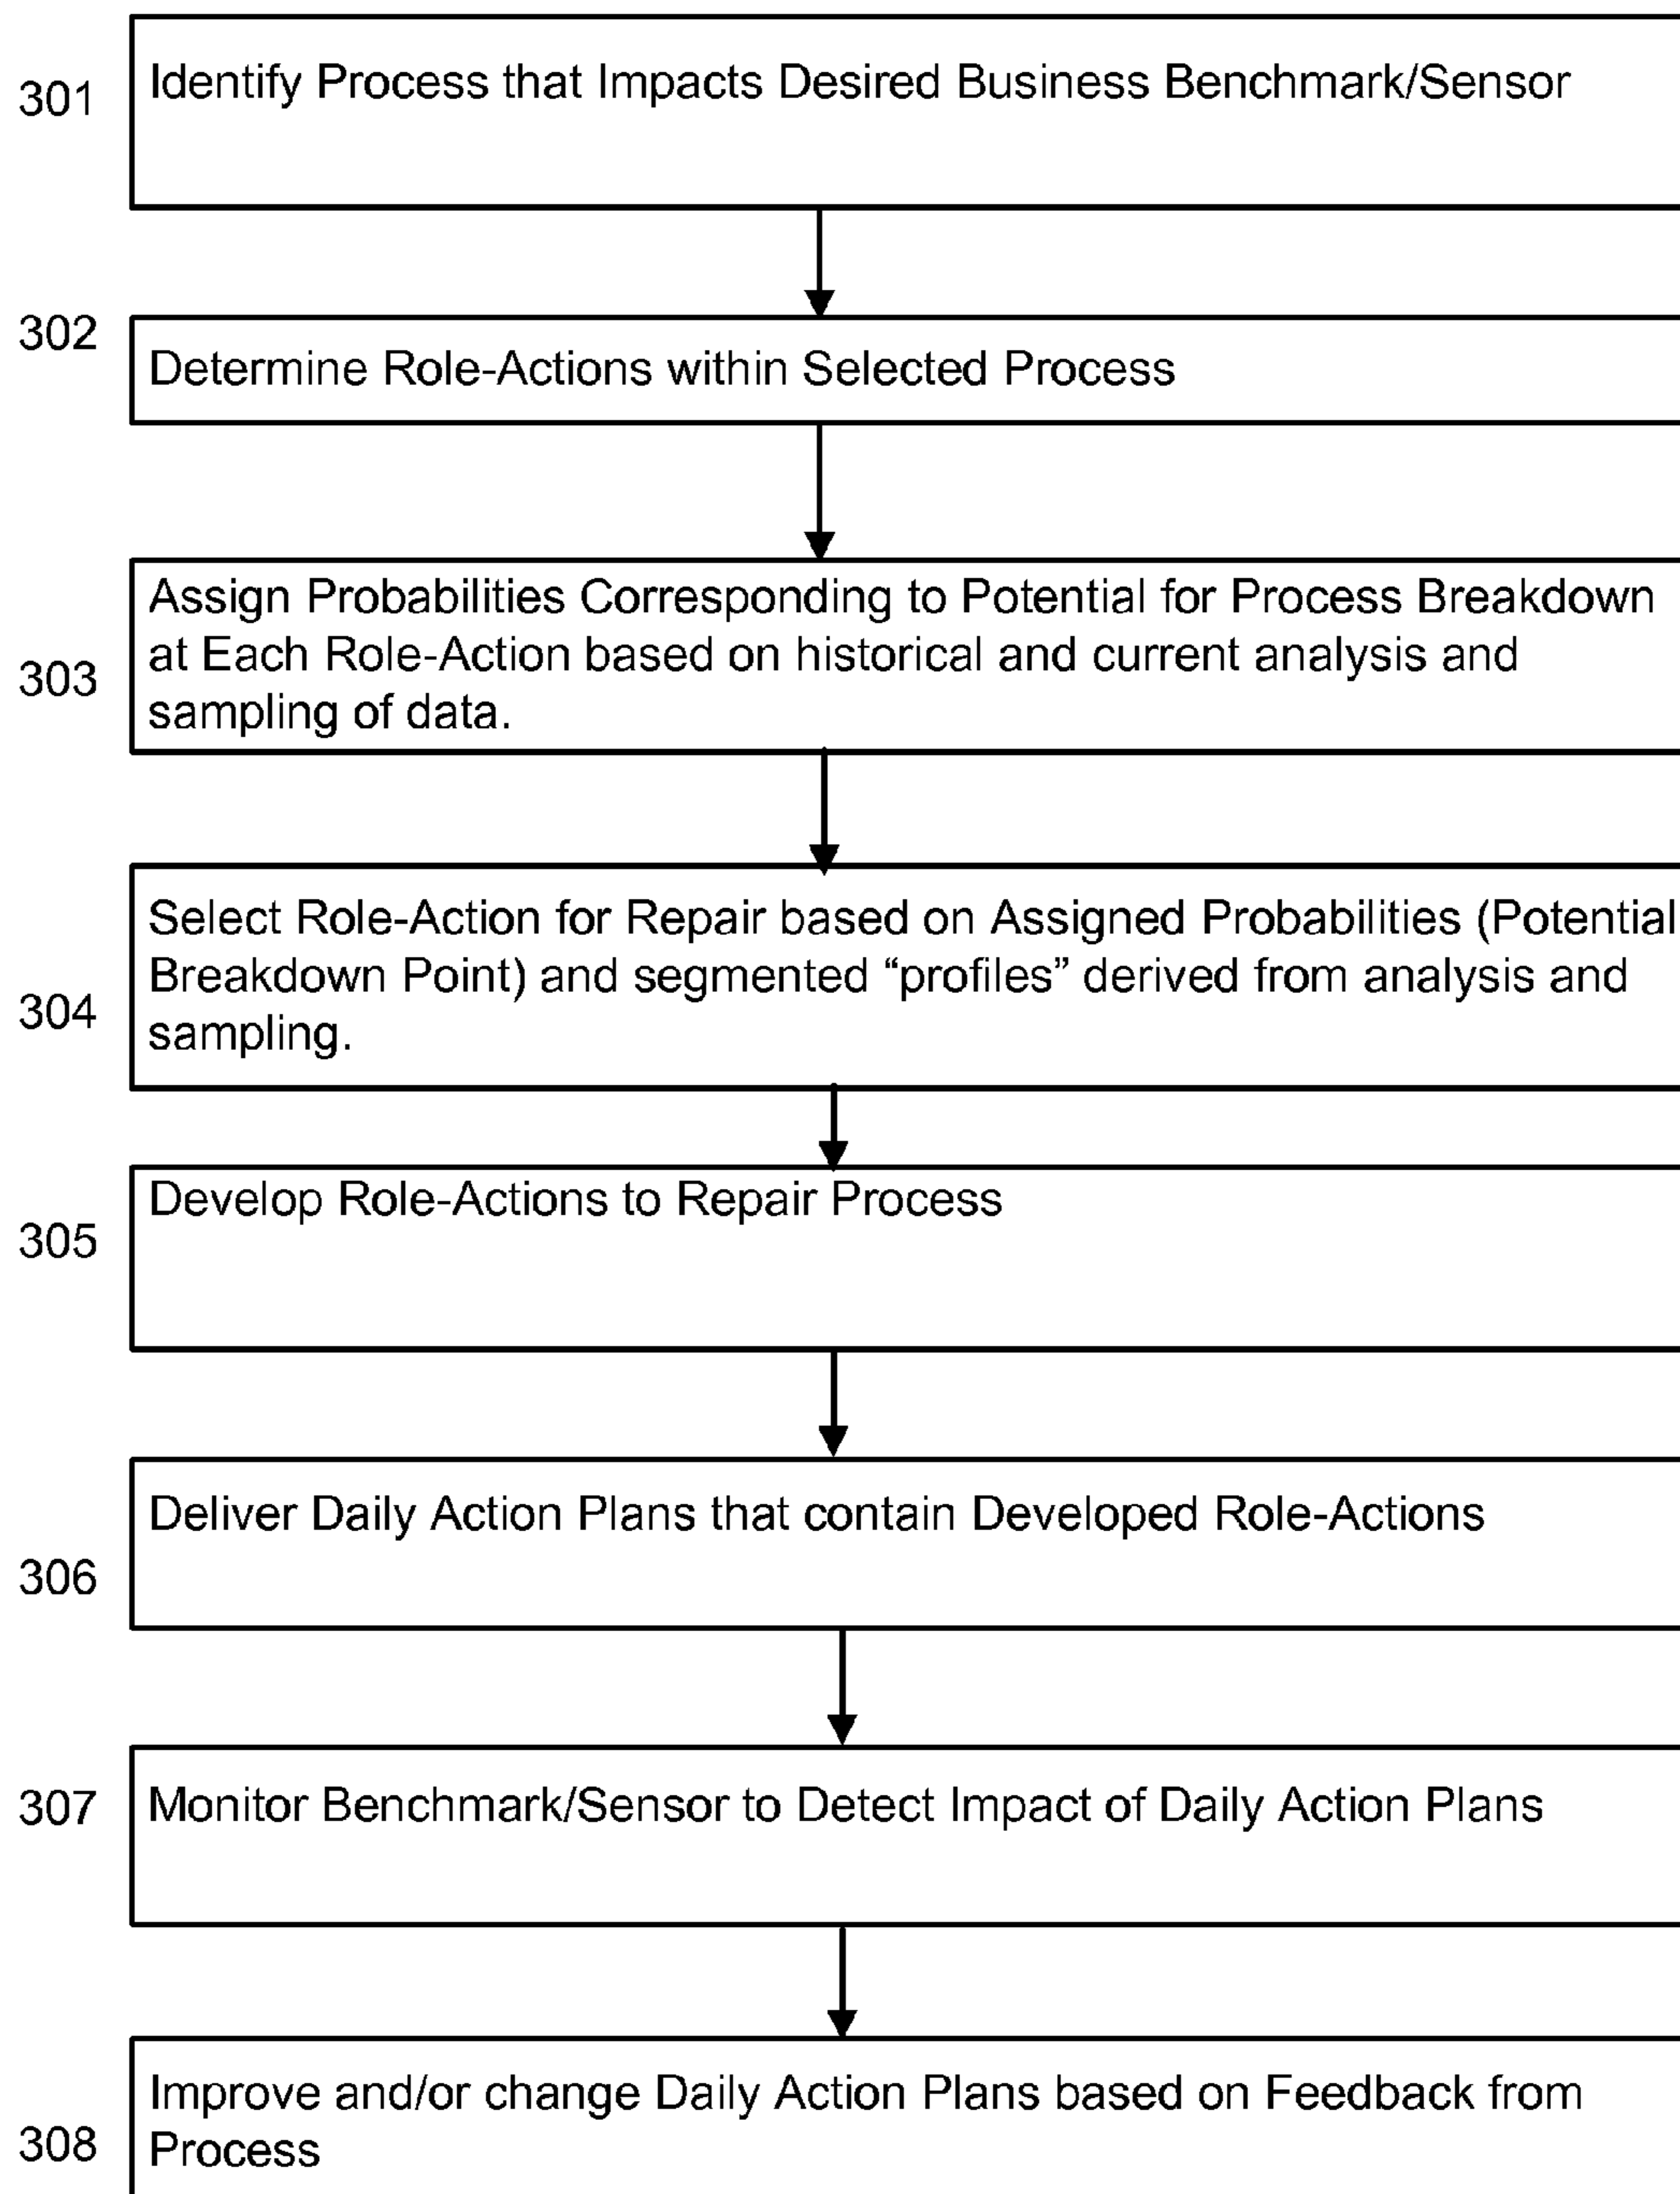 301
Identify Process that Impacts Desired Business Benchmark/Sensor
302
Determine Role-Actions within Selected Process
303
Assign Probabilities Corresponding to Potential for Process Breakdown
at Each Role-Action based on historical and current analysis and
sampling of data.
304
Select Role-Action for Repair based on Assigned Probabilities (Potential
Breakdown Point) and segmented “profiles” derived from analysis and
sampling.
305
Develop Role-Actions to Repair Process
306
Deliver Daily Action Plans that contain Developed Role-Actions
307
Monitor Benchmark/Sensor to Detect Impact of Daily Action Plans
308
Improve and/or change Daily Action Plans based on Feedback from
Process